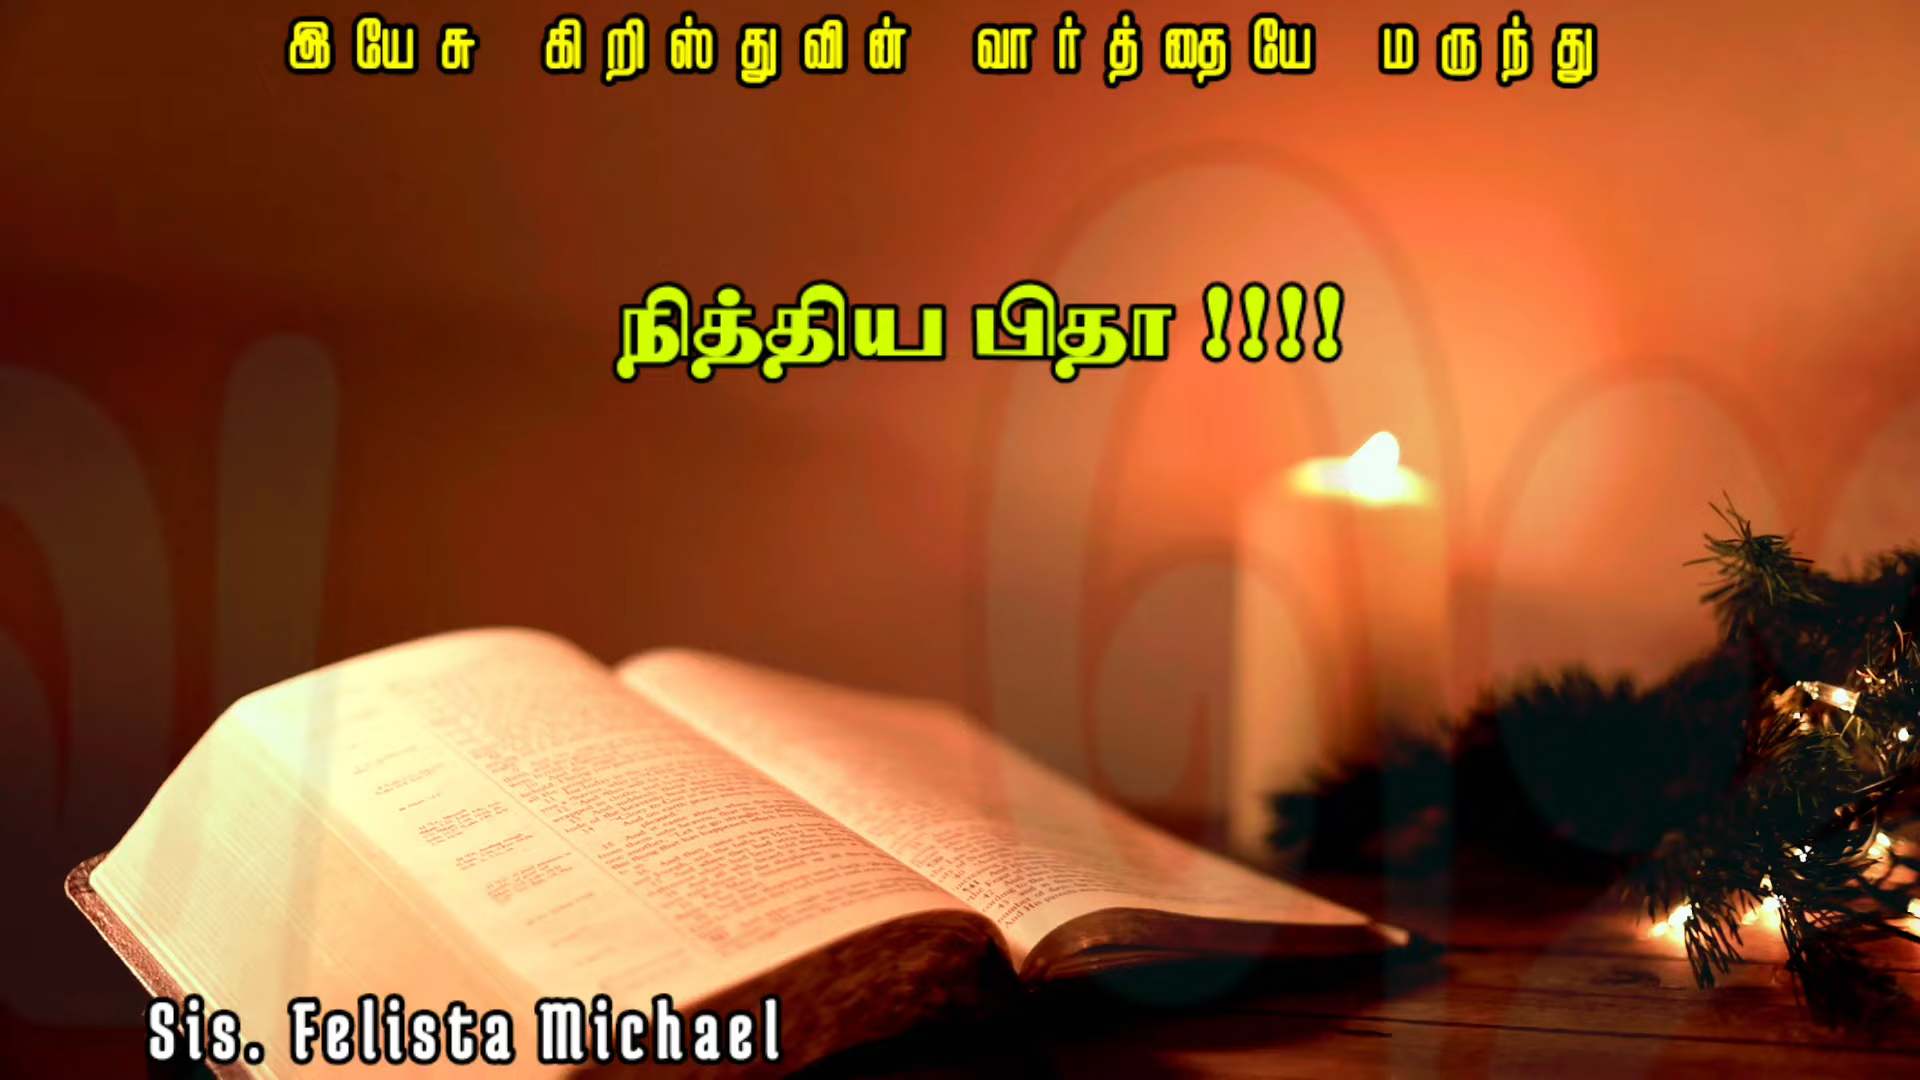 இயேசு கிறிஸ்துவின் வார்த்தையே மருந்து
நித்திய பிதா !!!!
Sis. Felista Michael